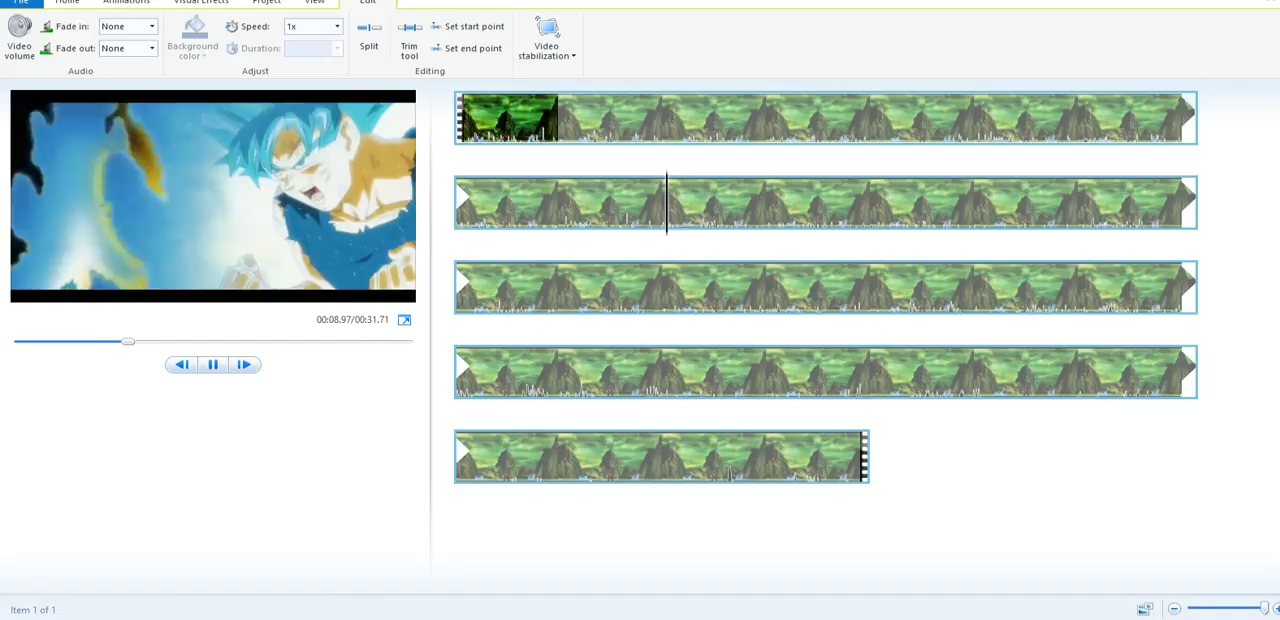 File Home Animations Visual Effects Project View Edit
Fade in: None Speed: 1x Set start point
Video volume Fade out: None Background color Duration: Split Trim tool Set end point Video stabilization
Audio Adjust Editing
00:08.97/00:31.71
Item 1 of 1